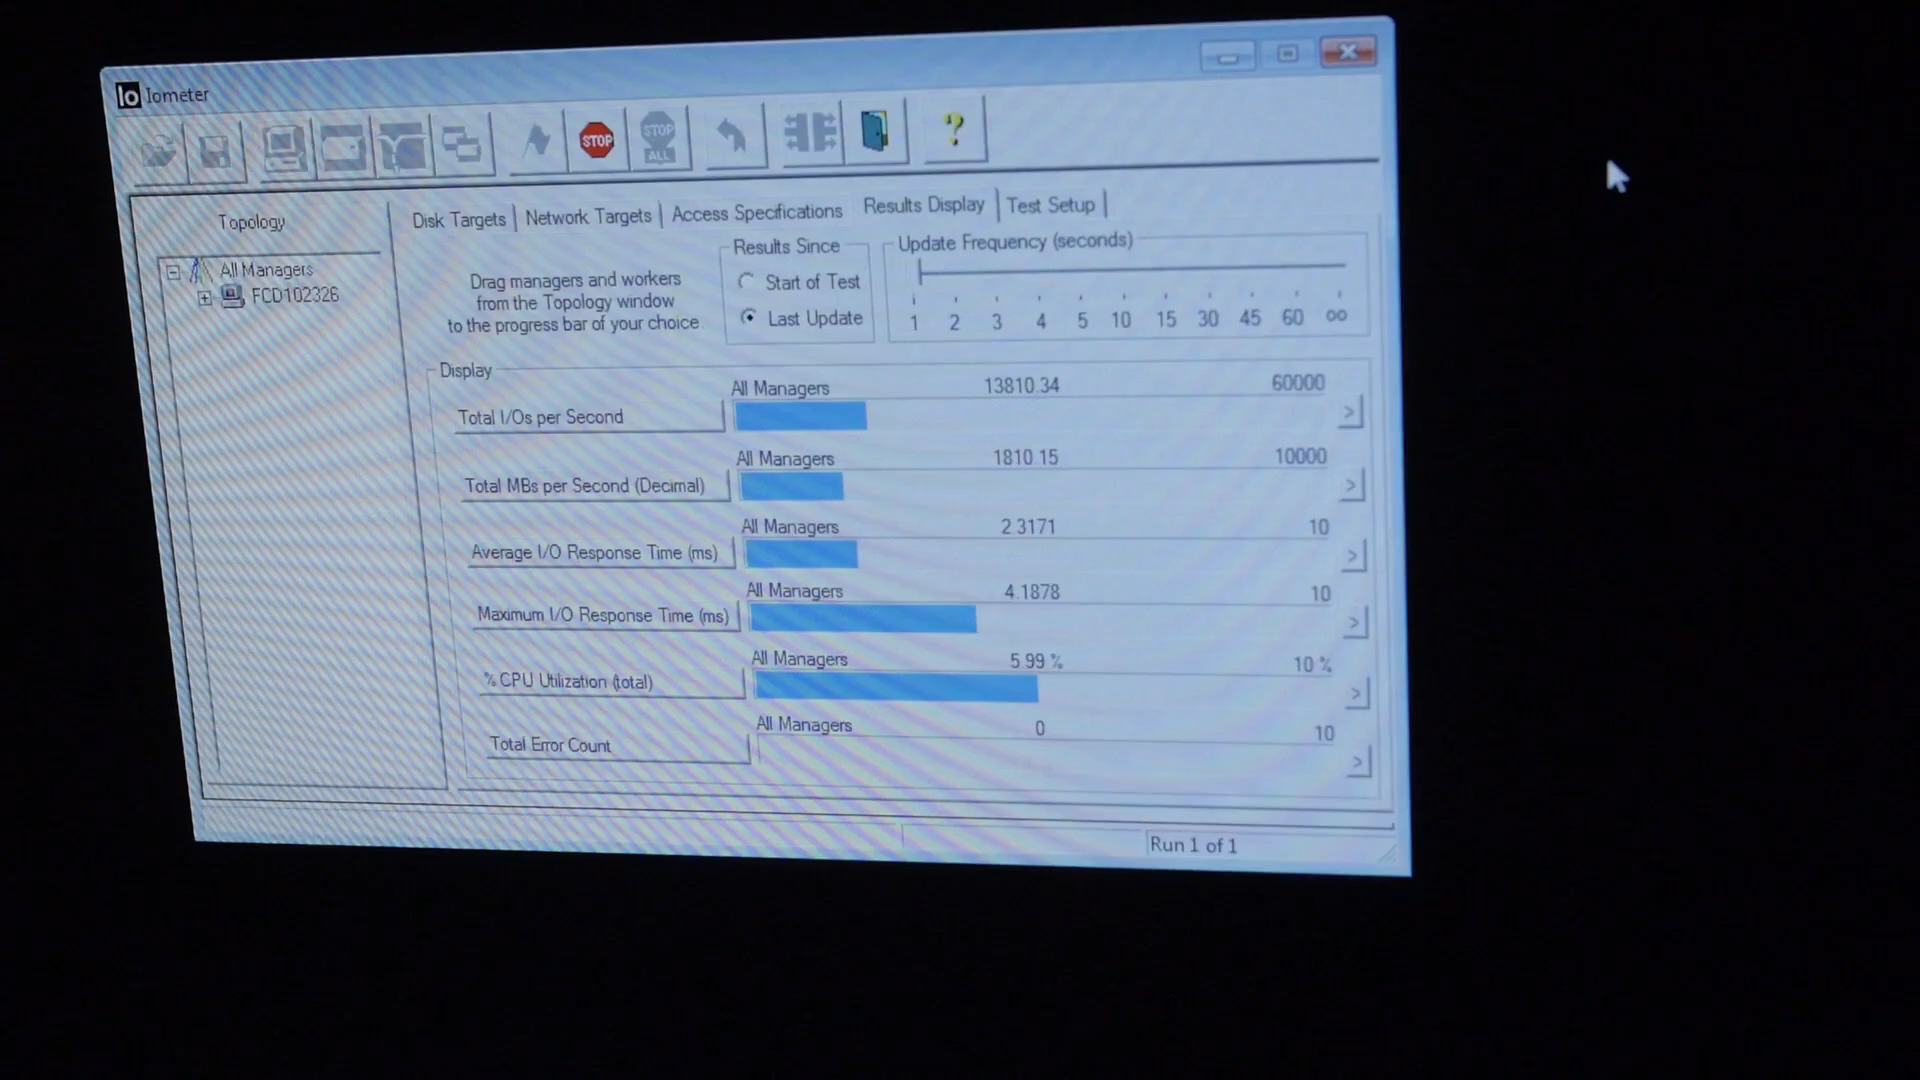 Io Iometer
STOP
STOP
ALL
?
Topology
All Managers
FCD102326
Disk Targets
Network Targets
Access Specifications
Results Display
Test Setup
Drag managers and workers
from the Topology window
to the progress bar of your choice
Results Since
Start of Test
Last Update
Update Frequency (seconds)
1 2 3 4 5 10 15 30 45 60 oo
Display
All Managers 13810.34 60000
Total I/Os per Second
>
All Managers 1810.15 10000
Total MBs per Second (Decimal)
>
All Managers 2.3171 10
Average I/O Response Time (ms)
>
All Managers 4.1878 10
Maximum I/O Response Time (ms)
>
All Managers 5.99 % 10 %
% CPU Utilization (total)
>
All Managers 0 10
Total Error Count
>
Run 1 of 1